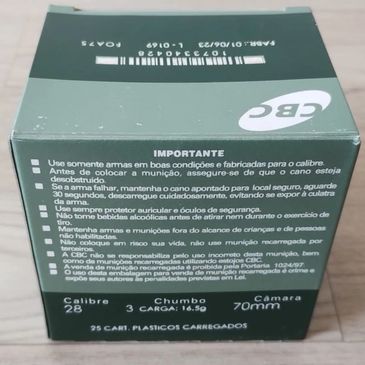 FABR.: 01/06/23 L - 0169 FOA75
1073340428
CBC
IMPORTANTE
Use somente armas em boas condições e fabricadas para o calibre.
Antes de colocar a munição, assegure-se de que o cano esteja
desobstruido.
Se a arma falhar, mantenha o cano apontado para local seguro, aguarde
30 segundos, descarregue cuidadosamente, evitando se expor à culatra
da arma.
Use sempre protetor auricular e óculos de segurança.
Não tome bebidas alcoólicas antes de atirar nem durante o exercício de
tiro.
Mantenha armas e munições fora do alcance de crianças e de pessoas
não habilitadas.
Não coloque em risco sua vida, não use munição recarregada por
terceiros.
A CBC não se responsabiliza pelo uso incorreto desta munição, bem
como de munições recarregadas utilizando estojos CBC.
A venda de munição recarregada é proibida pela Portaria 1024/97.
O uso desta embalagem para venda de munição recarregada é crime e
expõe seus autores às penalidades previstas em Lei.
Calibre Chumbo Câmara
28 3 CARGA: 16.5g 70mm
25 CART. PLASTICOS CARREGADOS